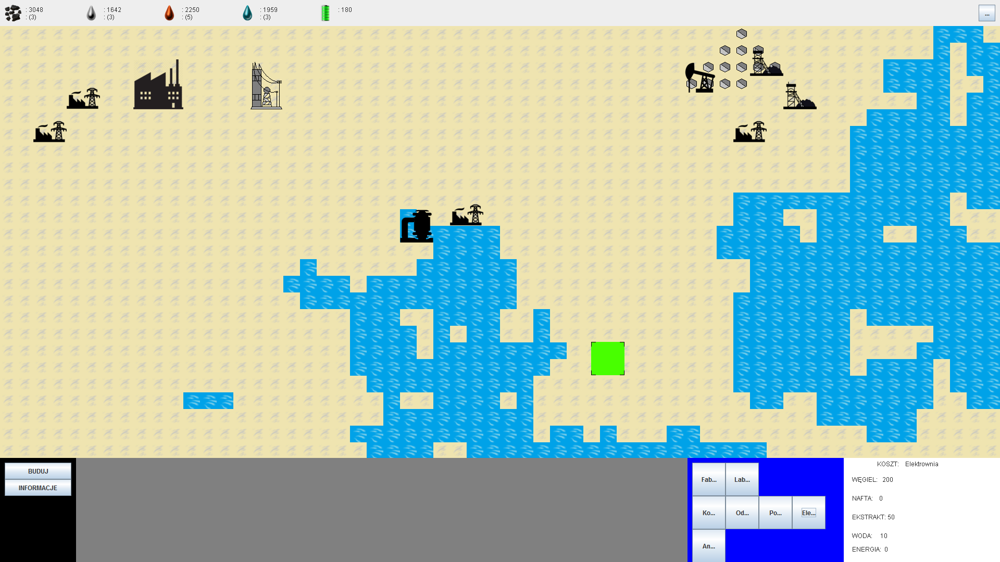 : 3048
: (3)
: 1642
: (3)
: 2250
: (5)
: 1959
: (3)
: 180
...
BUDUJ
INFORMACJE
Fab...
Lab...
Ko...
Od...
Po...
Ele...
An...
KOSZT: Elektrownia
WĘGIEL: 200
NAFTA: 0
EKSTRAKT: 50
WODA: 10
ENERGIA: 0